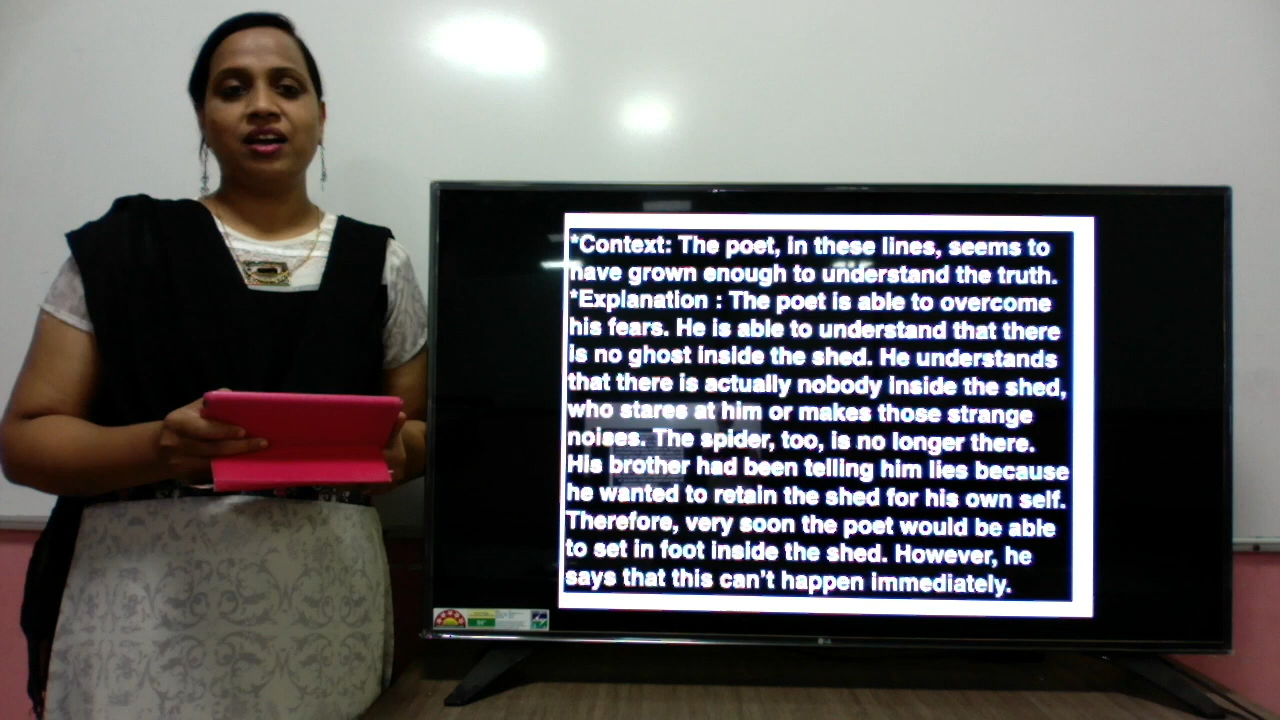 *Context: The poet, in these lines, seems to
have grown enough to understand the truth.
*Explanation : The poet is able to overcome
his fears. He is able to understand that there
is no ghost inside the shed. He understands
that there is actually nobody inside the shed,
who stares at him or makes those strange
noises. The spider, too, is no longer there.
His brother had been telling him lies because
he wanted to retain the shed for his own self.
Therefore, very soon the poet would be able
to set in foot inside the shed. However, he
says that this can't happen immediately.
LG